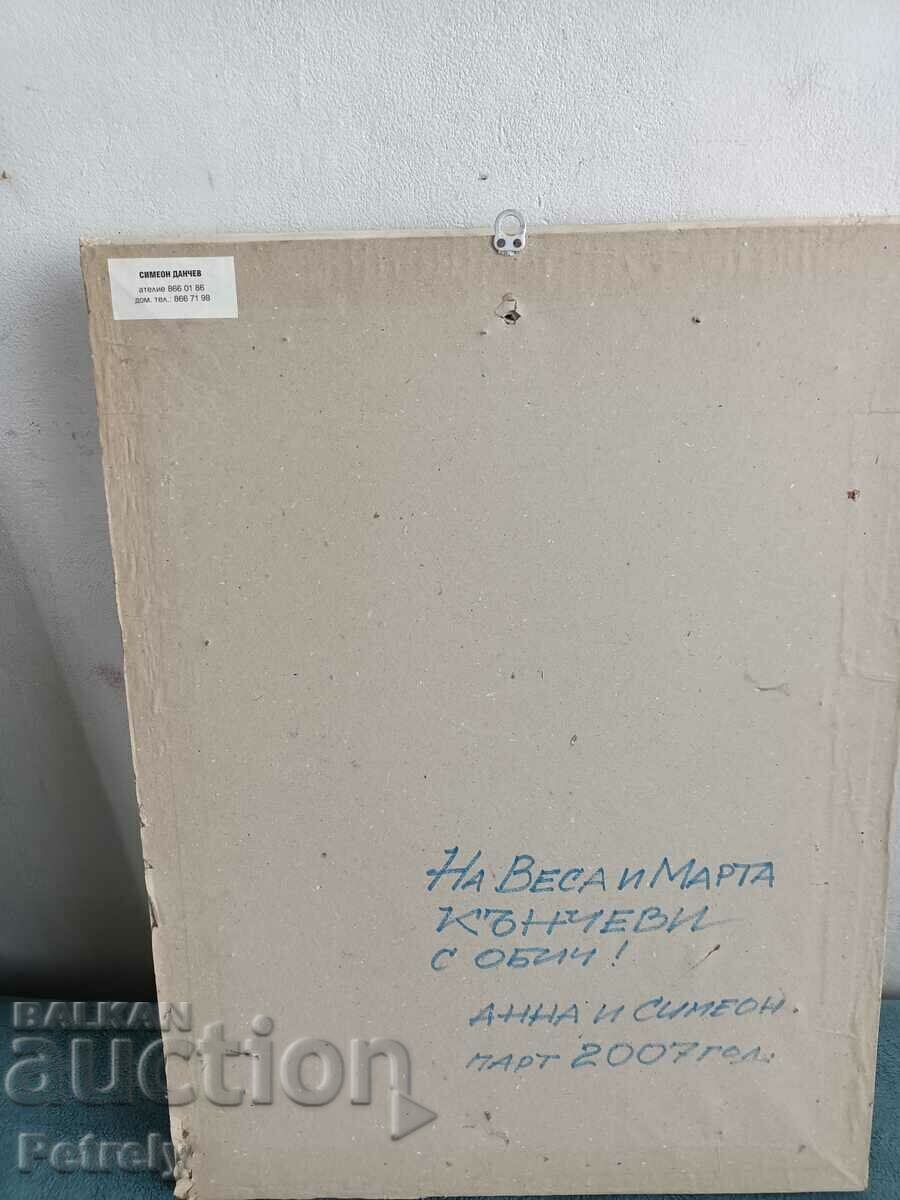 СИМЕОН ДАНЧЕВ
ателие 866 01 86
дом. тел.: 866 71 98
На Веса и Марта
Кънчеви
с обич!
Анна и Симеон.
март 2007 год.
BALKAN
auction
Petrely